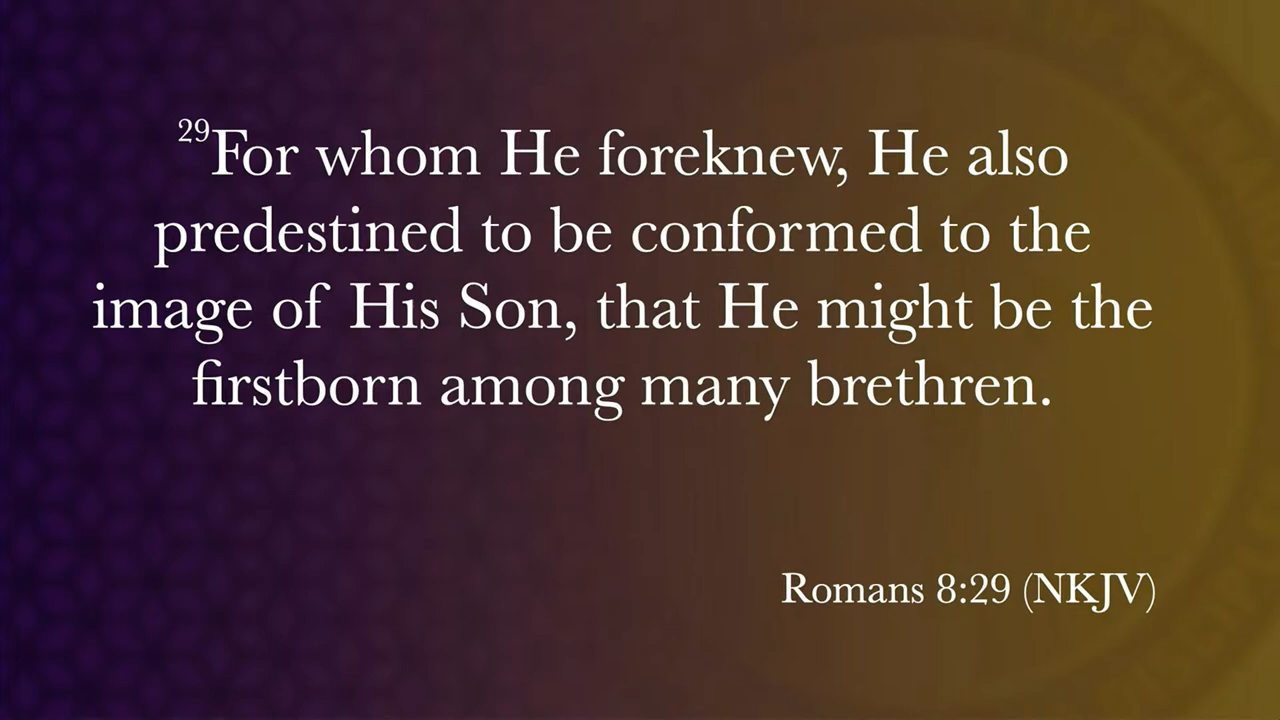 29For whom He foreknew, He also
predestined to be conformed to the
image of His Son, that He might be the
firstborn among many brethren.
Romans 8:29 (NKJV)